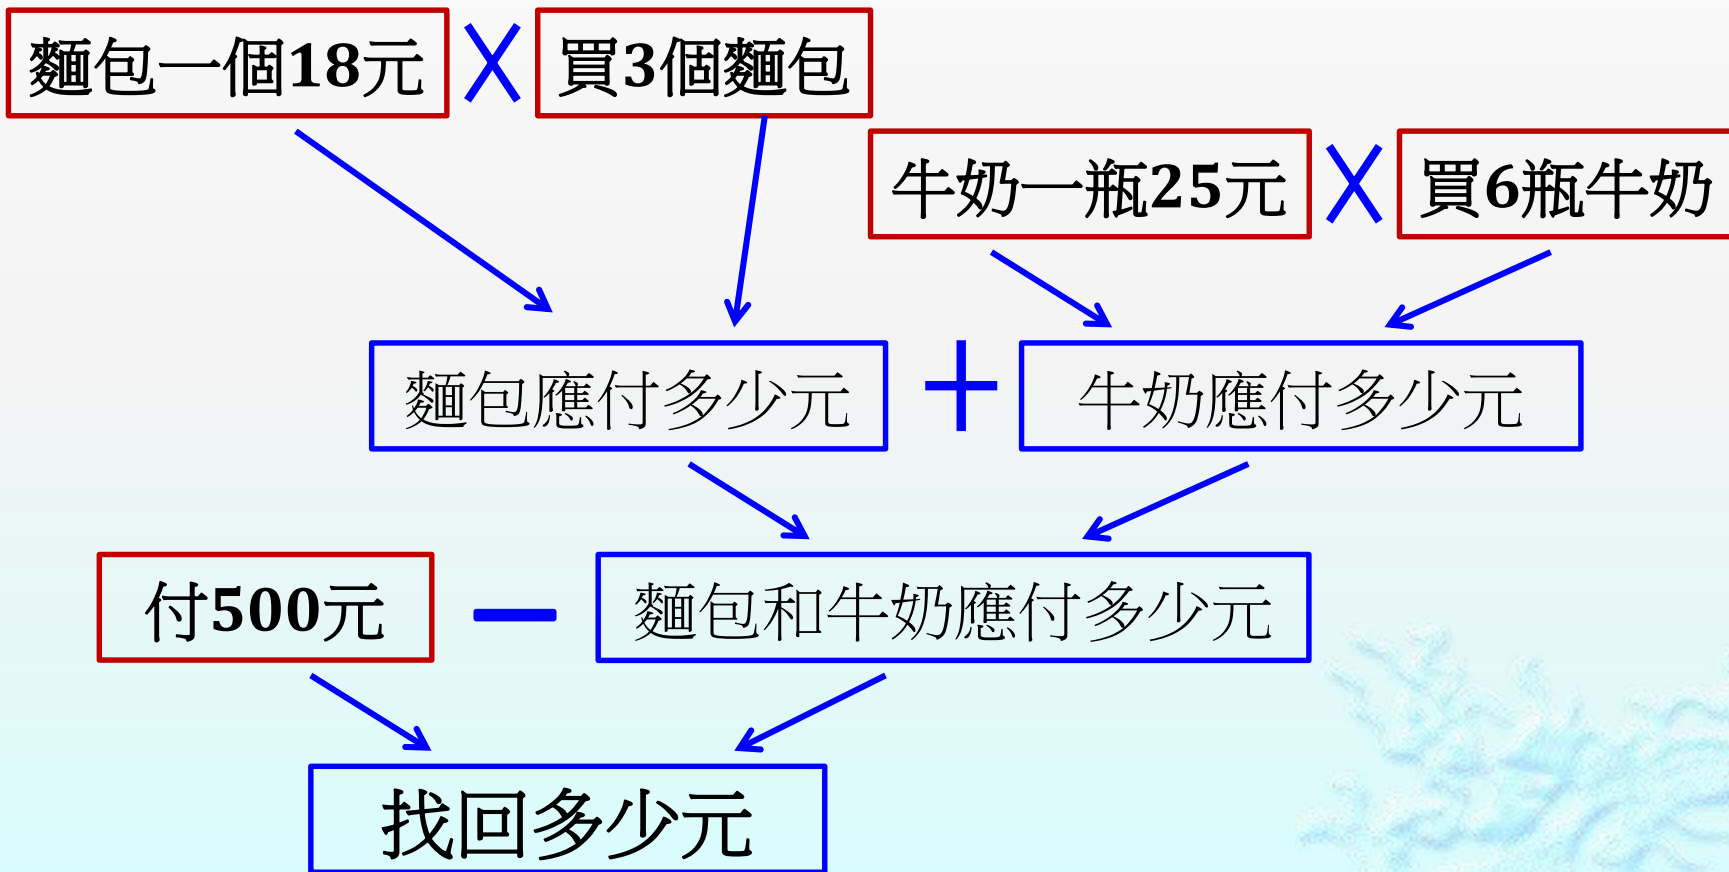 麵包一個18元 X 買3個麵包
牛奶一瓶25元 X 買6瓶牛奶
麵包應付多少元 + 牛奶應付多少元
付500元 － 麵包和牛奶應付多少元
找回多少元